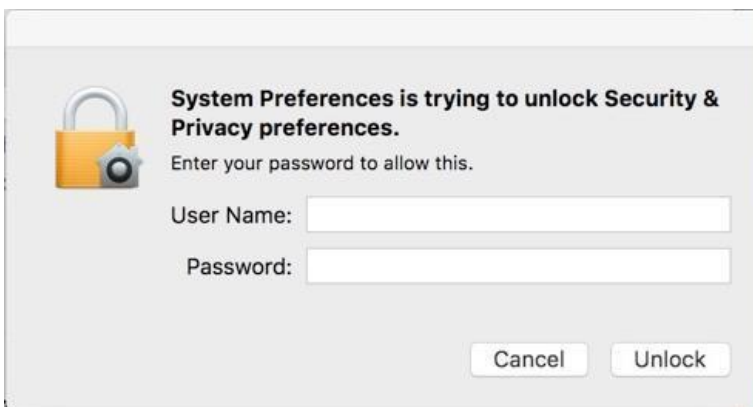 System Preferences is trying to unlock Security &
Privacy preferences.
Enter your password to allow this.
User Name:
Password:
Cancel
Unlock